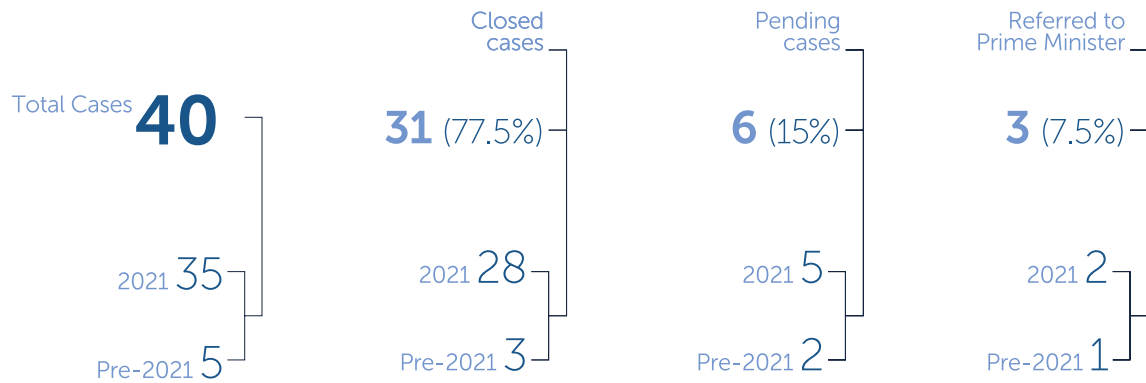 Total Cases 40
2021 35
Pre-2021 5
Closed
cases
31 (77.5%)
2021 28
Pre-2021 3
Pending
cases
6 (15%)
2021 5
Pre-2021 2
Referred to
Prime Minister
3 (7.5%)
2021 2
Pre-2021 1